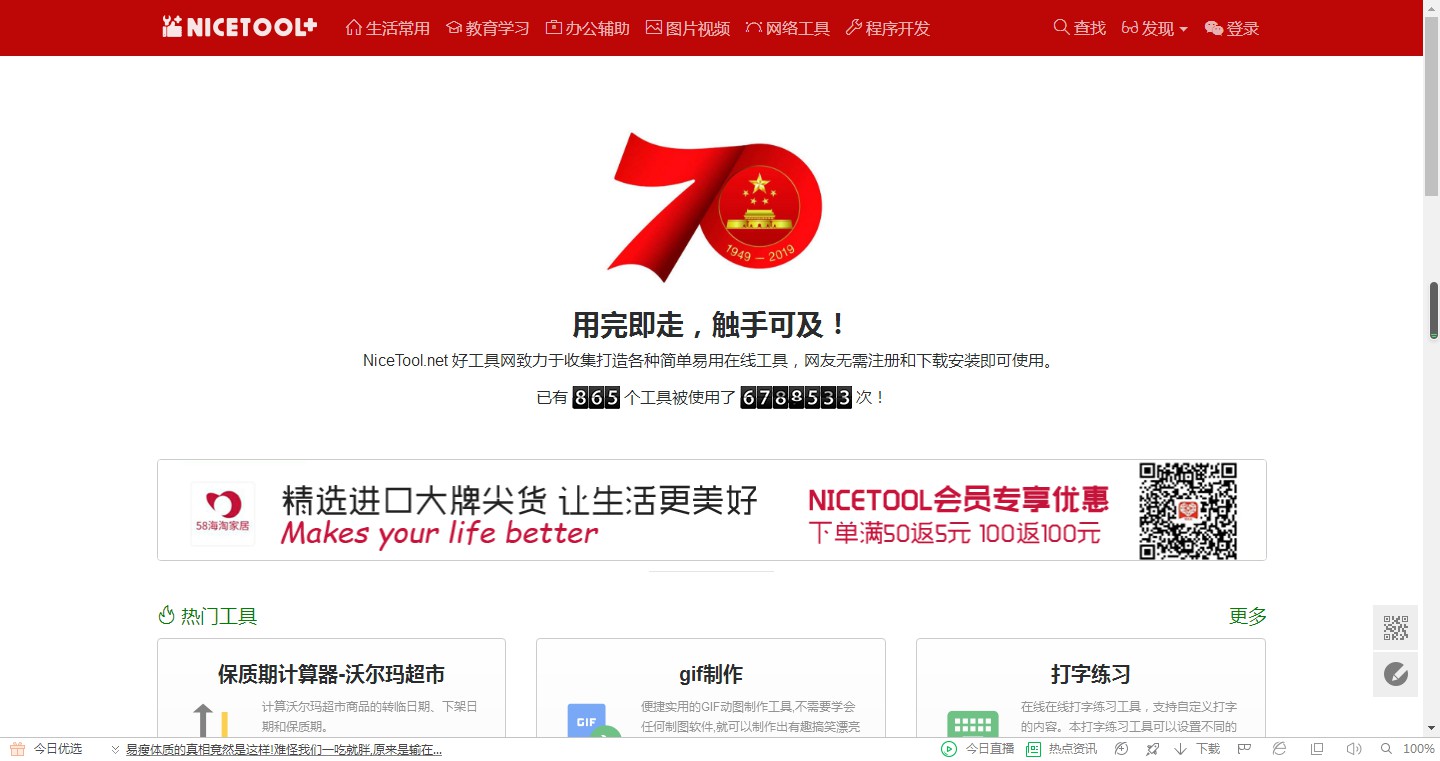 NICETOOL+ 生活常用 教育学习 办公辅助 图片视频 网络工具 程序开发 查找 发现 登录
70
1949 — 2019
用完即走，触手可及！
NiceTool.net 好工具网致力于收集打造各种简单易用在线工具，网友无需注册和下载安装即可使用。
已有 865 个工具被使用了 6788533 次！
58海淘家居
精选进口大牌尖货 让生活更美好
Makes your life better
NICETOOL会员专享优惠
下单满50返5元 100返100元
热门工具 更多
保质期计算器-沃尔玛超市
计算沃尔玛超市商品的转临日期、下架日
期和保质期。
gif制作
GIF
便捷实用的GIF动图制作工具,不需要学会
任何制图软件,就可以制作出有趣搞笑漂亮
打字练习
在线在线打字练习工具，支持自定义打字
的内容。本打字练习工具可以设置不同的
今日优选 易瘦体质的真相竟然是这样!难怪我们一吃就胖,原来是输在... 今日直播 热点资讯 下载 100%